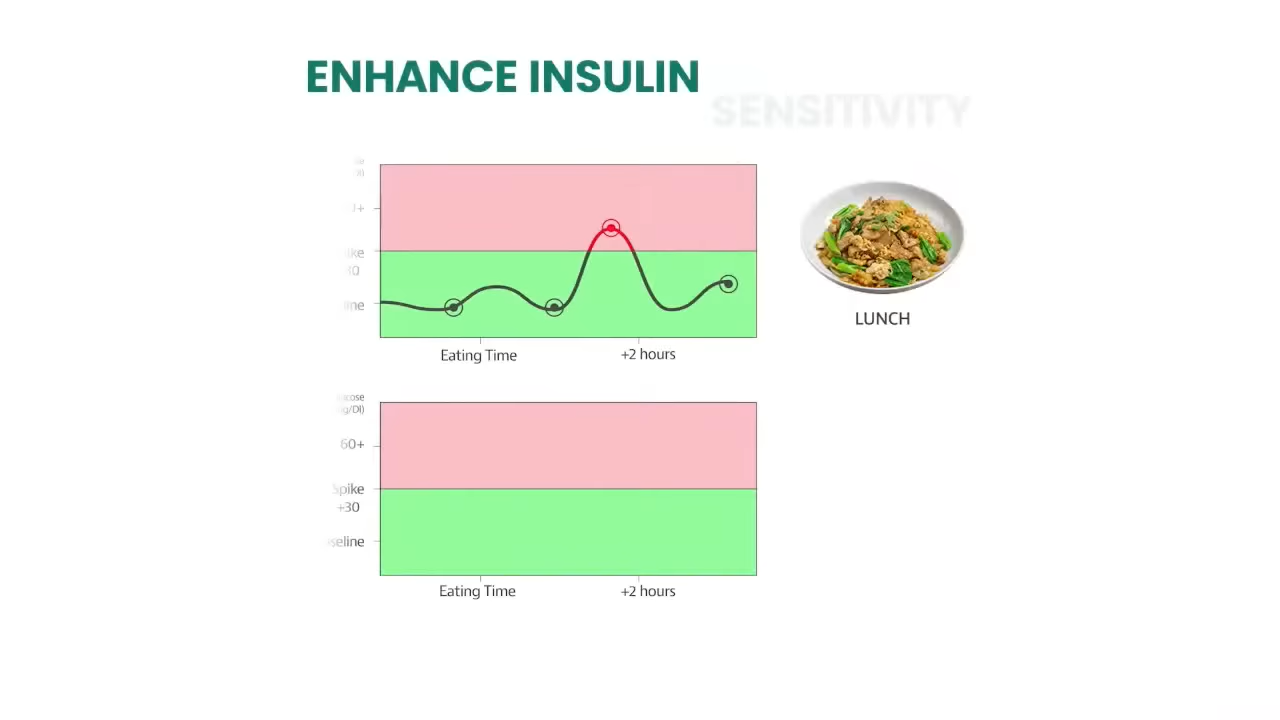 ENHANCE INSULIN
SENSITIVITY
LUNCH
Eating Time
+2 hours
60+
Spike
+30
Eating Time
+2 hours